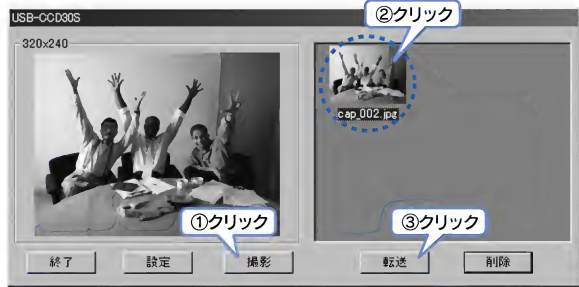 USB-CCD30S
②クリック
320x240
cap_002.jpg
①クリック
③クリック
終了
設定
撮影
転送
削除